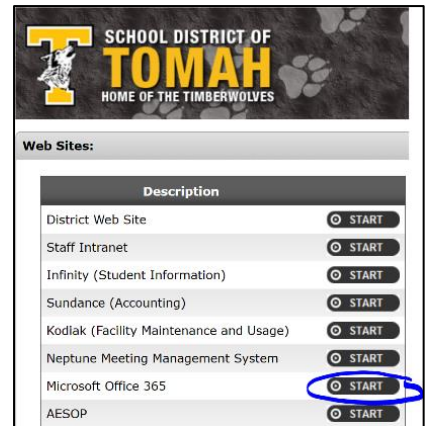 SCHOOL DISTRICT OF
TOMAH
HOME OF THE TIMBERWOLVES
Web Sites:
Description
District Web Site START
Staff Intranet START
Infinity (Student Information) START
Sundance (Accounting) START
Kodiak (Facility Maintenance and Usage) START
Neptune Meeting Management System START
Microsoft Office 365 START
AESOP START